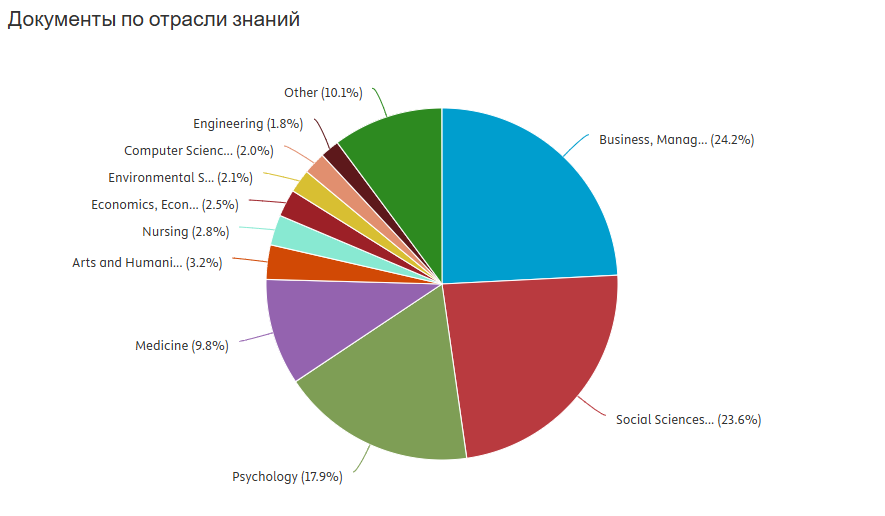 Документы по отрасли знаний
Other (10.1%)
Engineering (1.8%)
Computer Scienc... (2.0%)
Environmental S... (2.1%)
Economics, Econ... (2.5%)
Nursing (2.8%)
Arts and Humani... (3.2%)
Medicine (9.8%)
Psychology (17.9%)
Business, Manag... (24.2%)
Social Sciences... (23.6%)